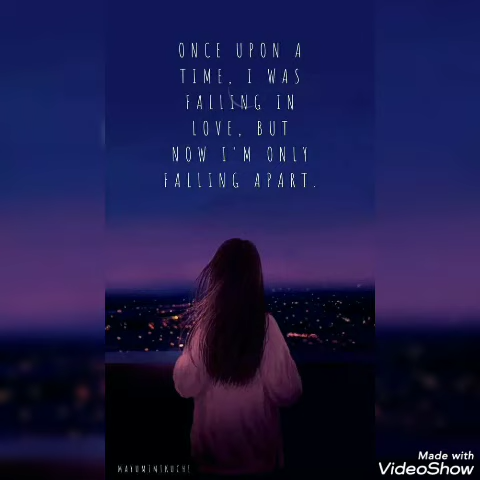 ONCE UPON A
TIME, I WAS
FALLING IN
LOVE, BUT
NOW I'M ONLY
FALLING APART.
Made with
VideoShow